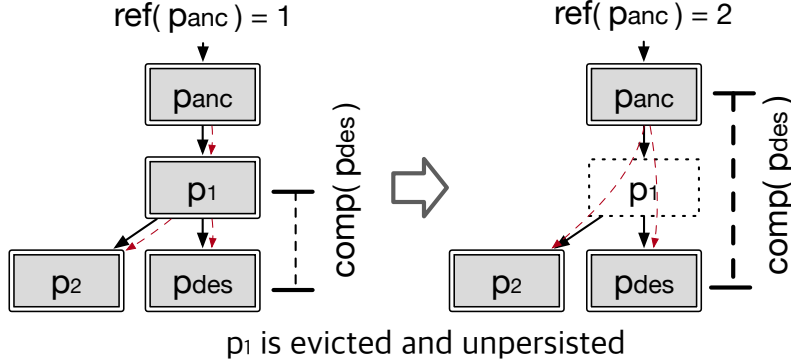 ref( panc ) = 1
panc
p1
p2
pdes
comp( pdes )
ref( panc ) = 2
panc
p1
p2
pdes
comp( pdes )
p1 is evicted and unpersisted